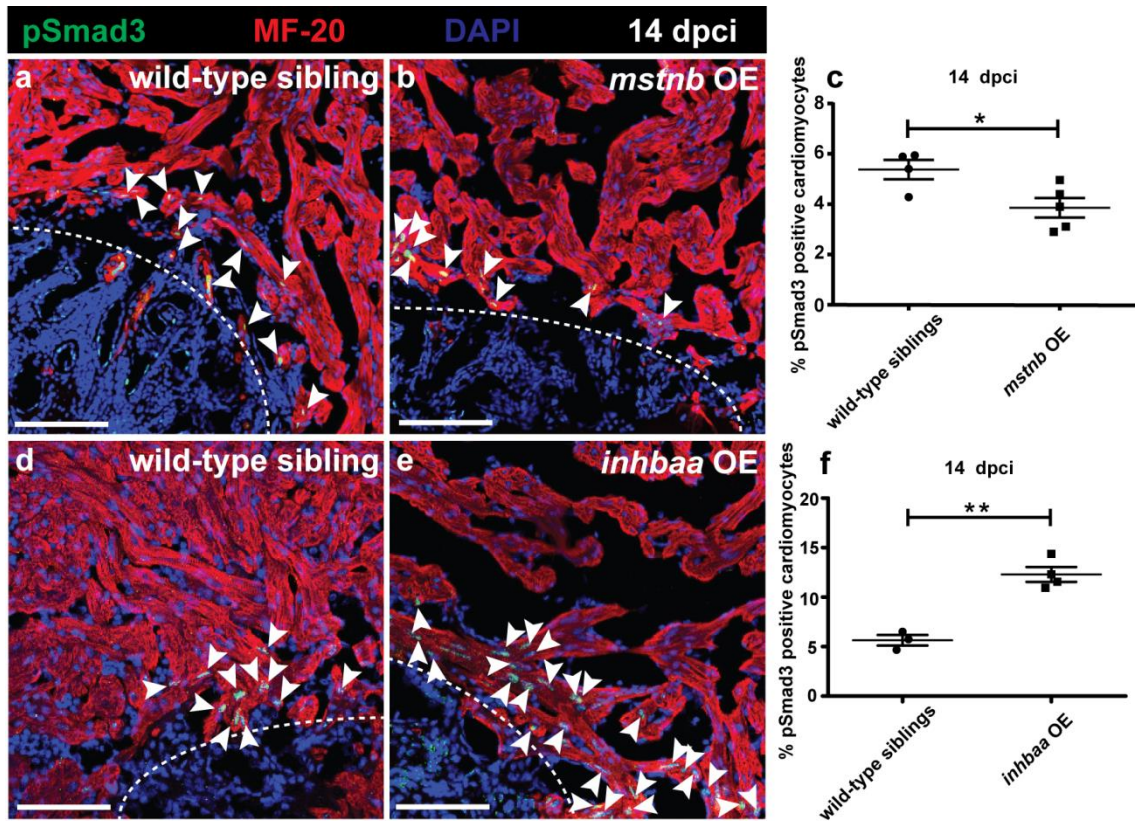 pSmad3 MF-20 DAPI 14 dpci
a wild-type sibling
b mstnb OE
c 14 dpci
*
% pSmad3 positive cardiomyocytes
8
6
4
2
0
wild-type siblings
mstnb OE
d wild-type sibling
e inhbaa OE
f 14 dpci
**
% pSmad3 positive cardiomyocytes
20
15
10
5
0
wild-type siblings
inhbaa OE